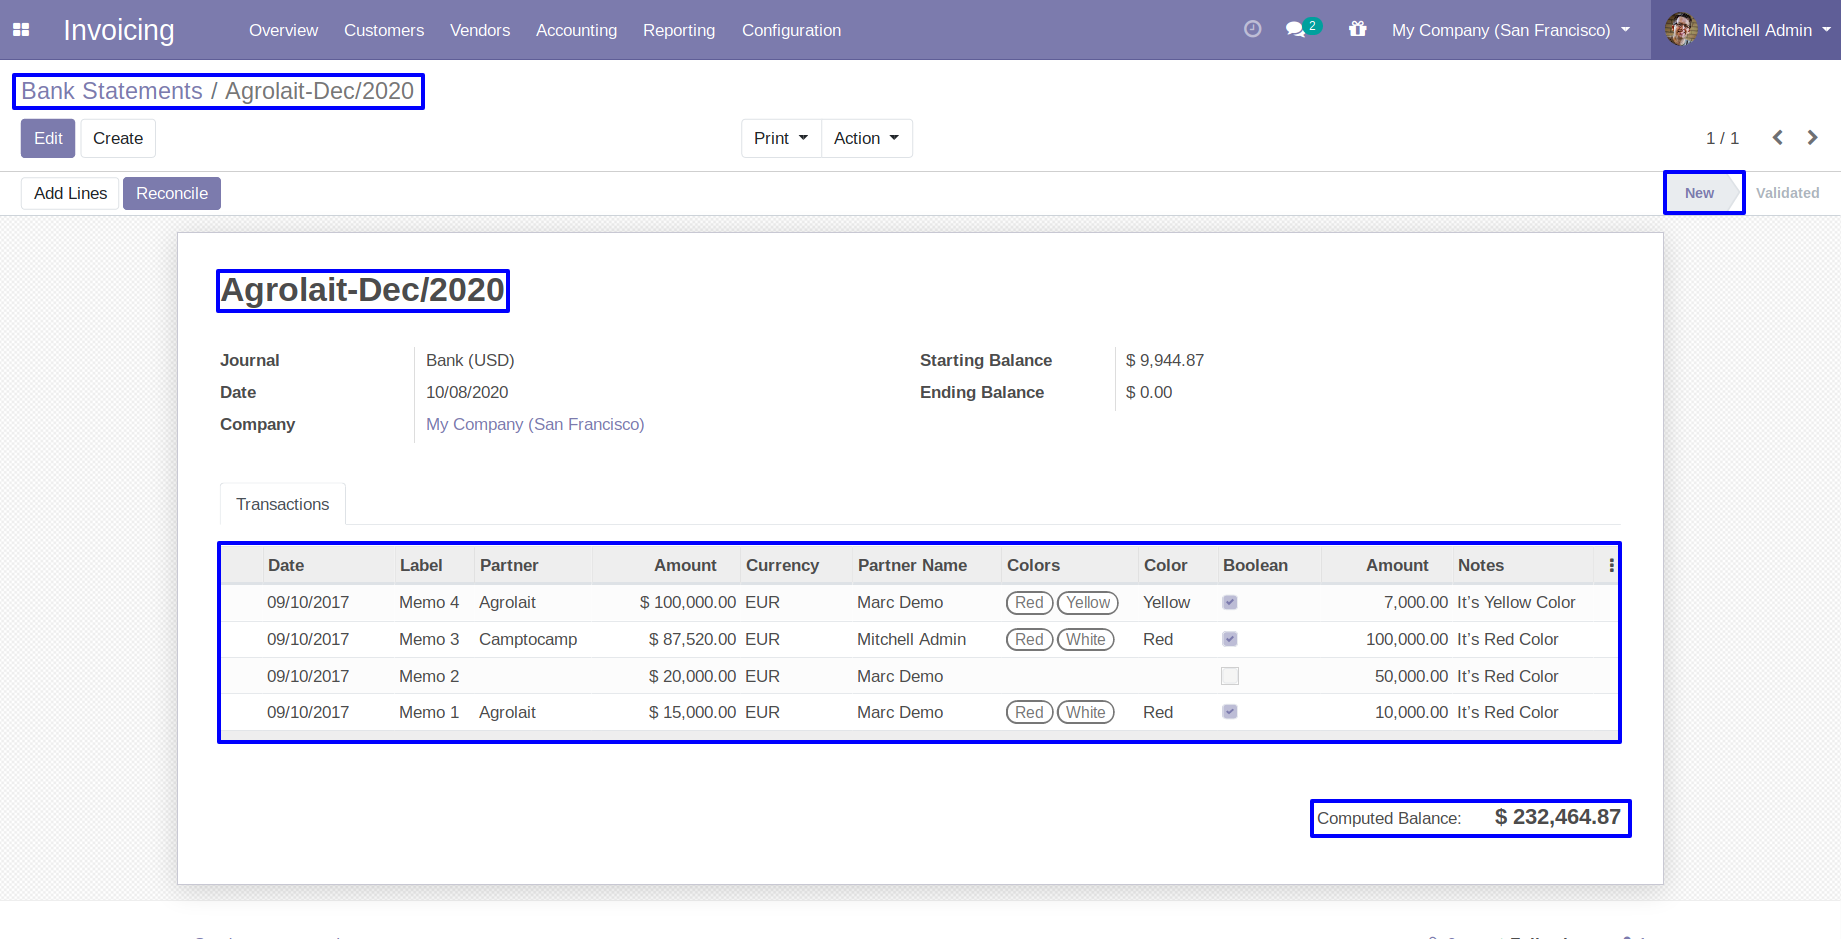 Invoicing Overview Customers Vendors Accounting Reporting Configuration 2 My Company (San Francisco) Mitchell Admin
Bank Statements / Agrolait-Dec/2020
Edit Create Print Action 1 / 1
Add Lines Reconcile New Validated
Agrolait-Dec/2020
Journal Bank (USD) Starting Balance $ 9,944.87
Date 10/08/2020 Ending Balance $ 0.00
Company My Company (San Francisco)
Transactions
Date Label Partner Amount Currency Partner Name Colors Color Boolean Amount Notes
09/10/2017 Memo 4 Agrolait $ 100,000.00 EUR Marc Demo Red Yellow Yellow 7,000.00 It’s Yellow Color
09/10/2017 Memo 3 Camptocamp $ 87,520.00 EUR Mitchell Admin Red White Red 100,000.00 It’s Red Color
09/10/2017 Memo 2 $ 20,000.00 EUR Marc Demo 50,000.00 It’s Red Color
09/10/2017 Memo 1 Agrolait $ 15,000.00 EUR Marc Demo Red White Red 10,000.00 It’s Red Color
Computed Balance: $ 232,464.87